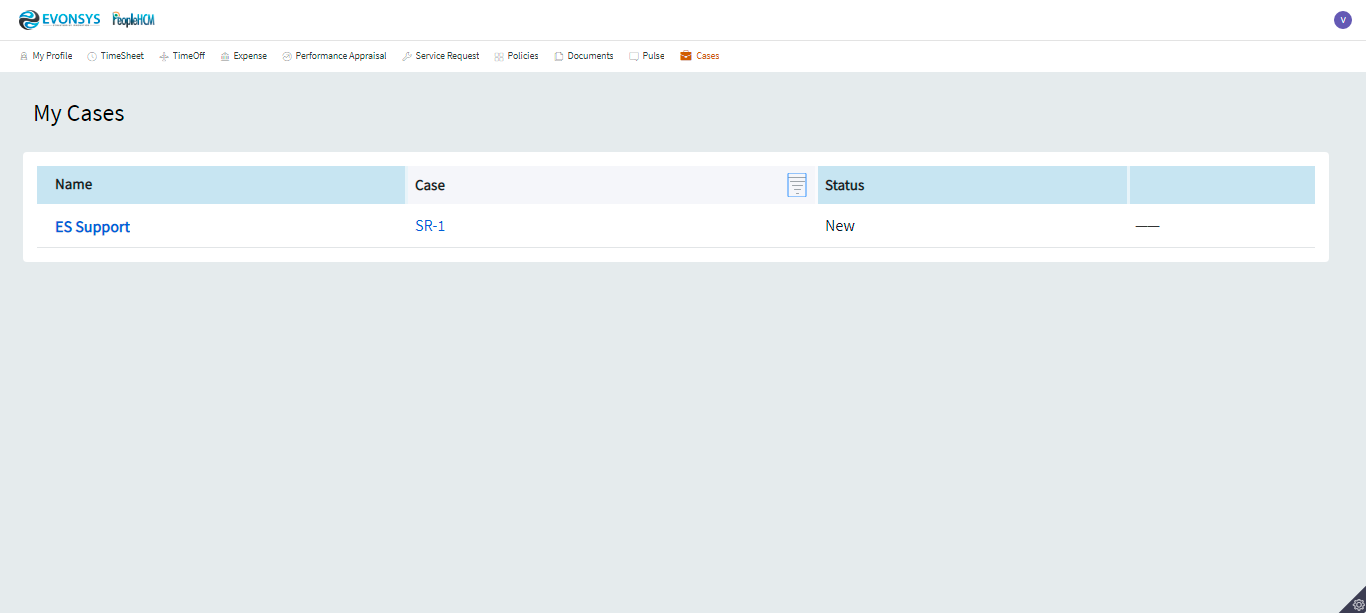 EVONSYS PeopleHCM V
My Profile TimeSheet TimeOff Expense Performance Appraisal Service Request Policies Documents Pulse Cases
My Cases
Name Case Status
ES Support SR-1 New ——